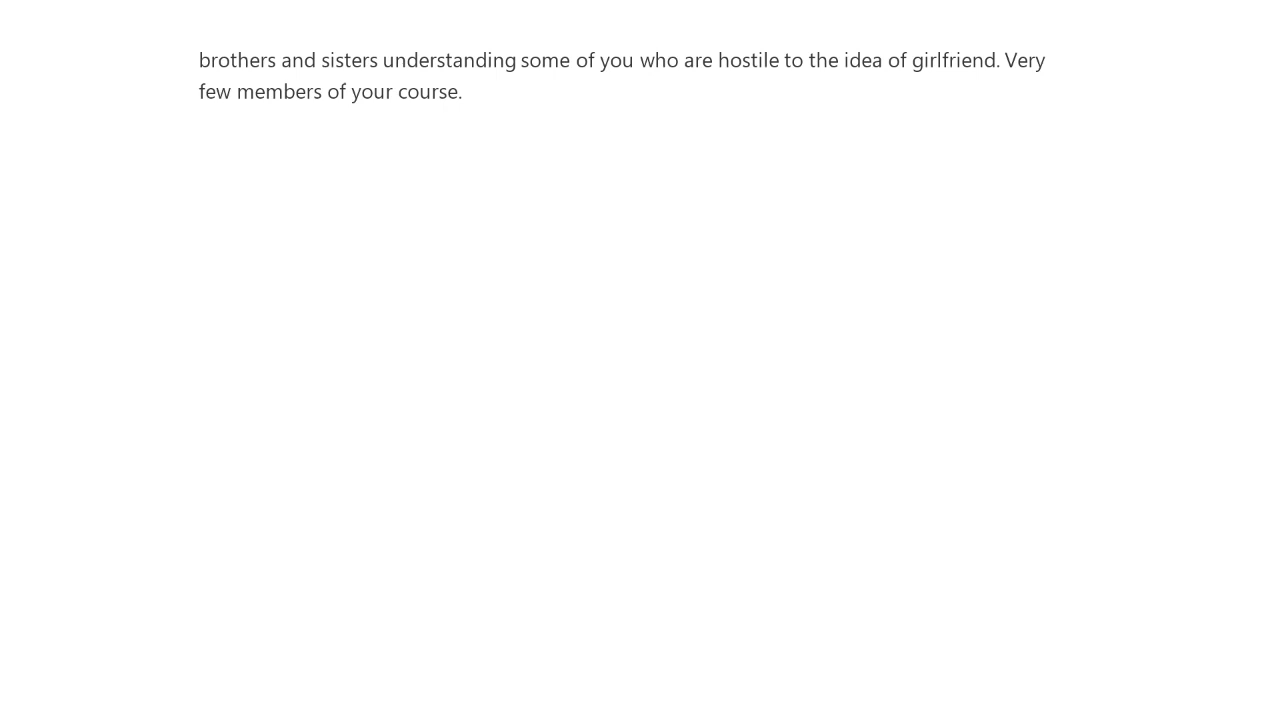 brothers and sisters understanding some of you who are hostile to the idea of girlfriend. Very
few members of your course.